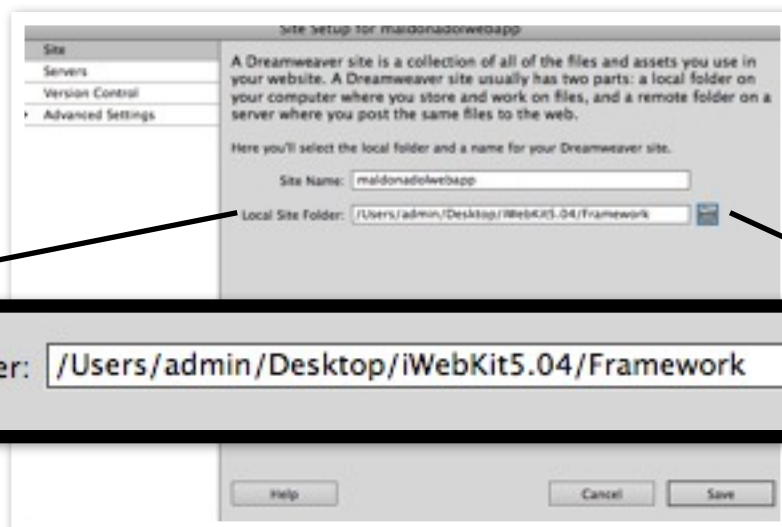 Site Setup for maldonadolwebapp
Site
Servers
Version Control
Advanced Settings
A Dreamweaver site is a collection of all of the files and assets you use in
your website. A Dreamweaver site usually has two parts: a local folder on
your computer where you store and work on files, and a remote folder on a
server where you post the same files to the web.
Here you'll select the local folder and a name for your Dreamweaver site.
Site Name: maldonadolwebapp
Local Site Folder: /Users/admin/Desktop/iWebKit5.04/Framework
er: /Users/admin/Desktop/iWebKit5.04/Framework
Help Cancel Save